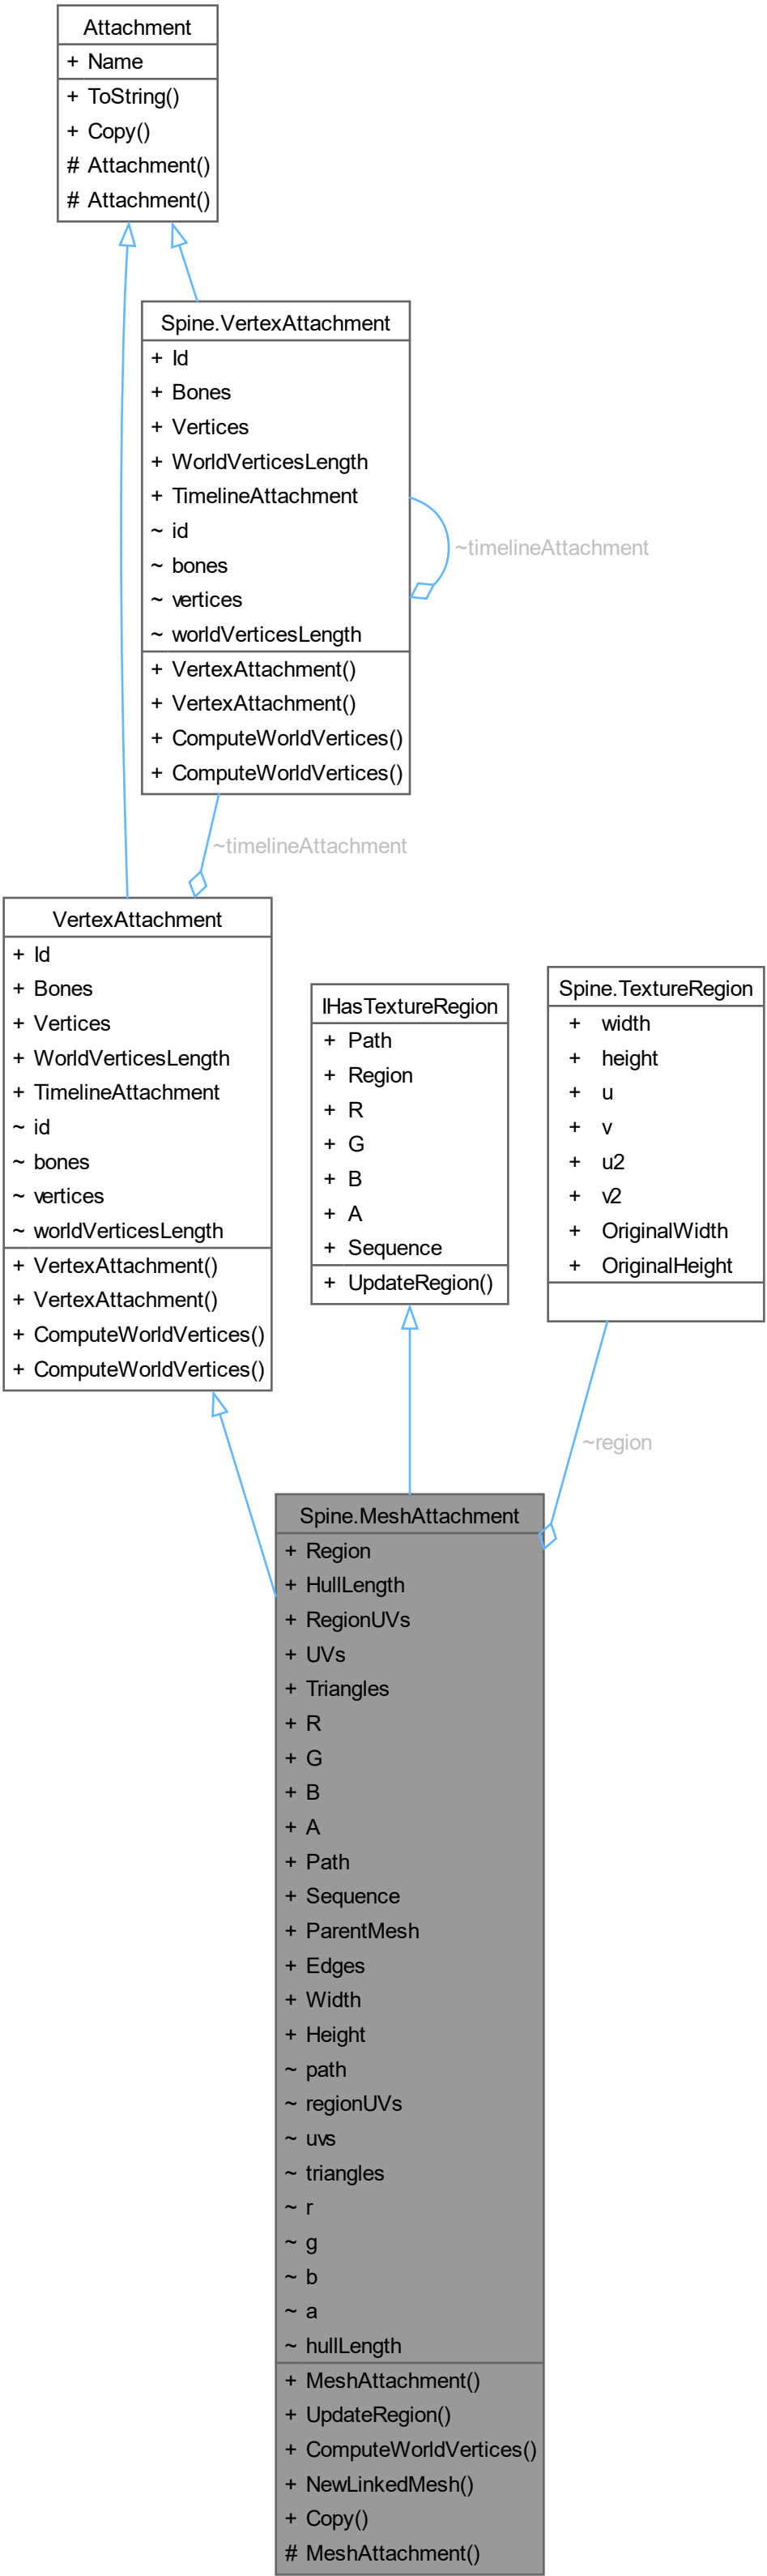 Attachment
+ Name
+ ToString()
+ Copy()
# Attachment()
# Attachment()
Spine.VertexAttachment
+ Id
+ Bones
+ Vertices
+ WorldVerticesLength
+ TimelineAttachment
~ id
~ bones
~ vertices
~ worldVerticesLength
+ VertexAttachment()
+ VertexAttachment()
+ ComputeWorldVertices()
+ ComputeWorldVertices()
~timelineAttachment
~timelineAttachment
VertexAttachment
+ Id
+ Bones
+ Vertices
+ WorldVerticesLength
+ TimelineAttachment
~ id
~ bones
~ vertices
~ worldVerticesLength
+ VertexAttachment()
+ VertexAttachment()
+ ComputeWorldVertices()
+ ComputeWorldVertices()
IHasTextureRegion
+ Path
+ Region
+ R
+ G
+ B
+ A
+ Sequence
+ UpdateRegion()
Spine.TextureRegion
+ width
+ height
+ u
+ v
+ u2
+ v2
+ OriginalWidth
+ OriginalHeight
~region
Spine.MeshAttachment
+ Region
+ HullLength
+ RegionUVs
+ UVs
+ Triangles
+ R
+ G
+ B
+ A
+ Path
+ Sequence
+ ParentMesh
+ Edges
+ Width
+ Height
~ path
~ regionUVs
~ uvs
~ triangles
~ r
~ g
~ b
~ a
~ hullLength
+ MeshAttachment()
+ UpdateRegion()
+ ComputeWorldVertices()
+ NewLinkedMesh()
+ Copy()
# MeshAttachment()